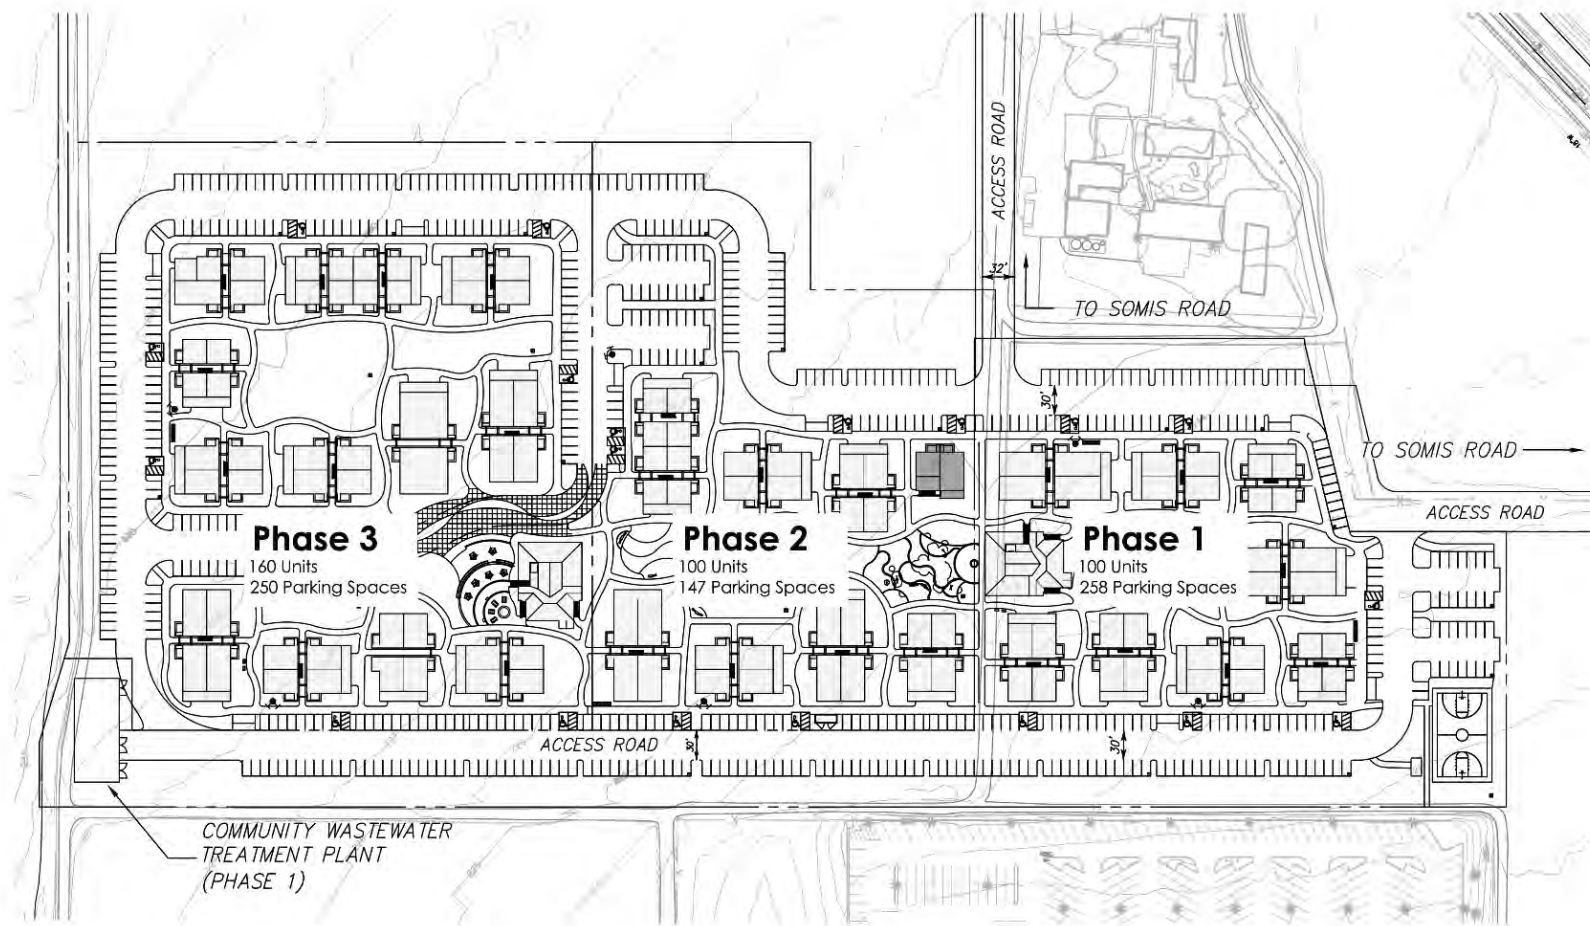 ACCESS ROAD
32'
TO SOMIS ROAD
30'
TO SOMIS ROAD
ACCESS ROAD
Phase 3
160 Units
250 Parking Spaces
Phase 2
100 Units
147 Parking Spaces
Phase 1
100 Units
258 Parking Spaces
ACCESS ROAD
30'
30'
COMMUNITY WASTEWATER
TREATMENT PLANT
(PHASE 1)